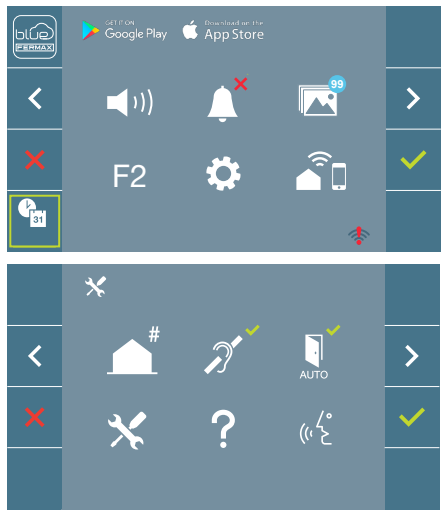 blue
FERMAX
GET IT ON
Google Play
Download on the
App Store
99
F2
31
#
AUTO
?